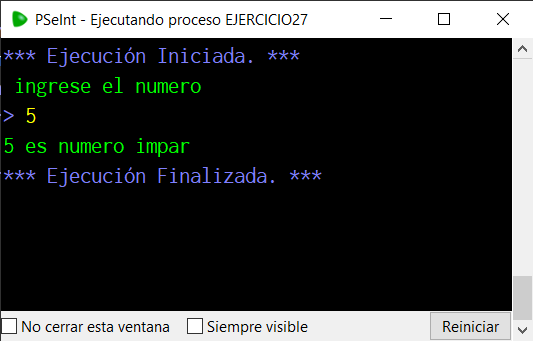 PSeInt - Ejecutando proceso EJERCICIO27
*** Ejecución Iniciada. ***
ingrese el numero
> 5
5 es numero impar
*** Ejecución Finalizada. ***
No cerrar esta ventana Siempre visible Reiniciar